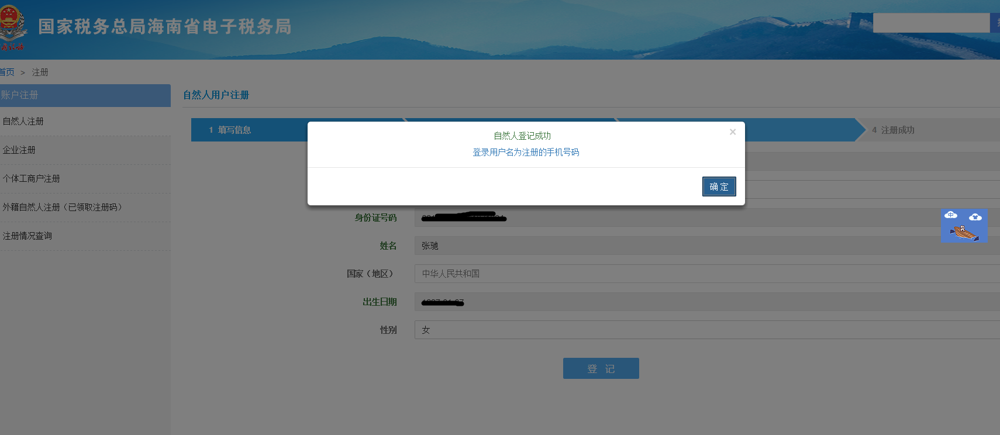 国家税务总局海南省电子税务局
首页 > 注册
账户注册
自然人注册
企业注册
个体工商户注册
外籍自然人注册（已领取注册码）
注册情况查询
自然人用户注册
1 填写信息
4 注册成功
×
自然人登记成功
登录用户名为注册的手机号码
确定
身份证号码
姓名 张驰
国家（地区） 中华人民共和国
出生日期
性别 女
登 记
中